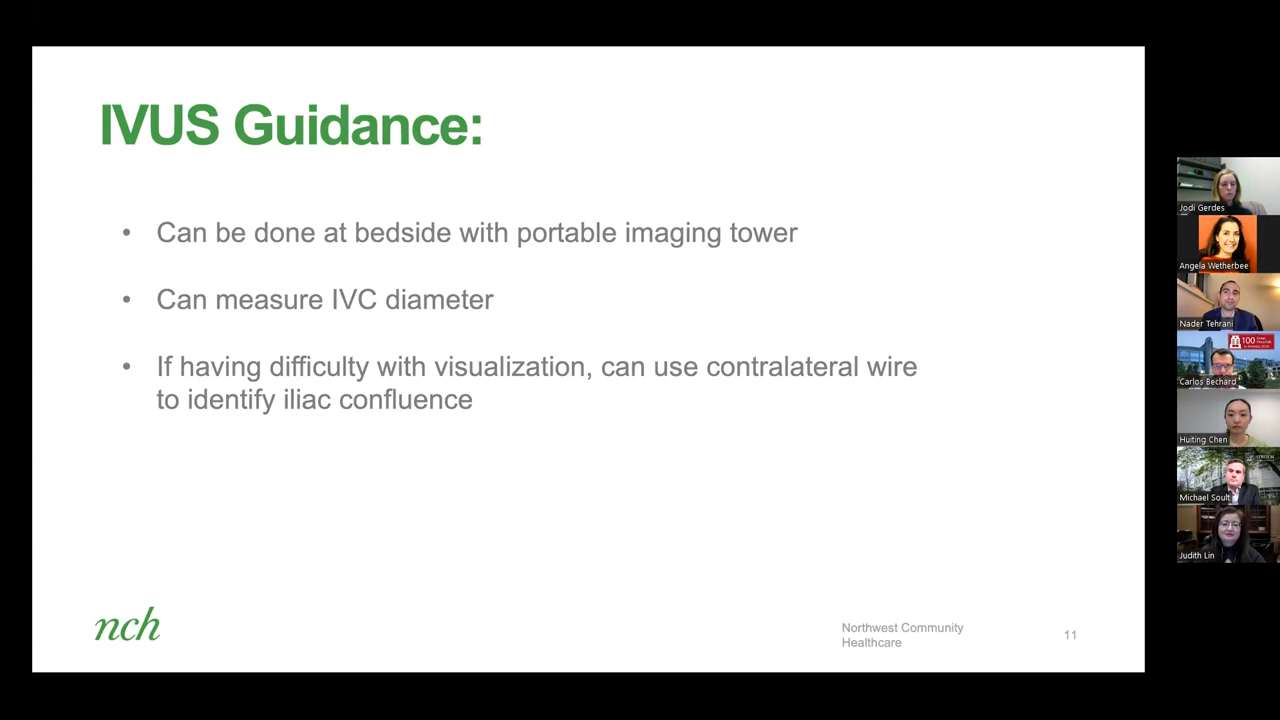 IVUS Guidance:
• Can be done at bedside with portable imaging tower
• Can measure IVC diameter
• If having difficulty with visualization, can use contralateral wire
to identify iliac confluence
nch
Northwest Community
Healthcare
11
Jodi Gerdes
Angela Wetherbee
Nader Tehrani
100
Carlos Bechard
Huiting Chen
Michael Soult
Judith Lin